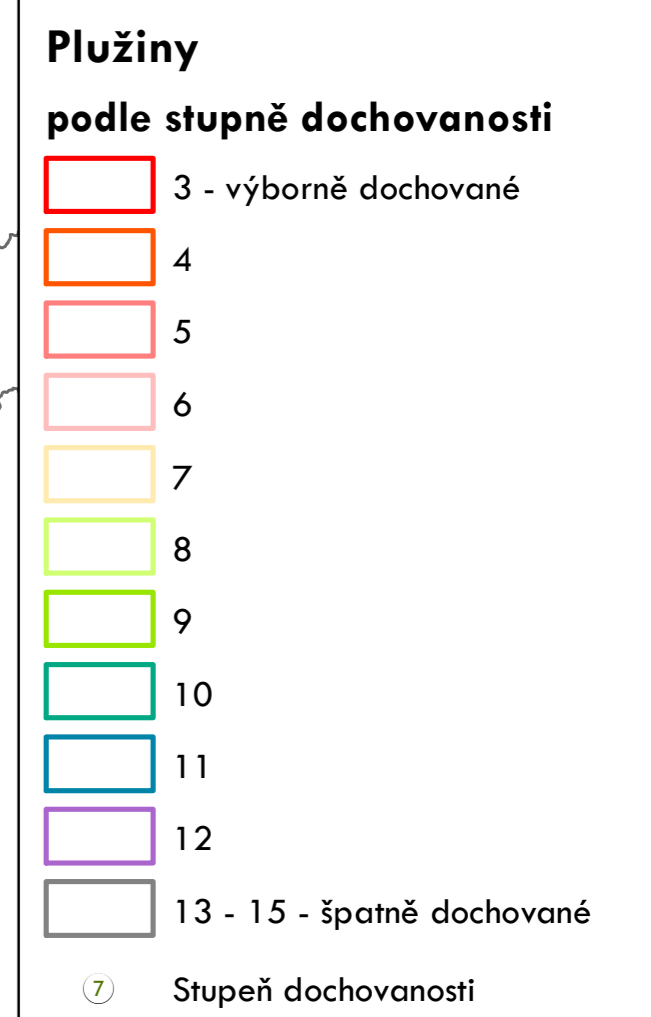 Plužiny
podle stupně dochovanosti
3 - výborně dochované
4
5
6
7
8
9
10
11
12
13 - 15 - špatně dochované
7 Stupeň dochovanosti